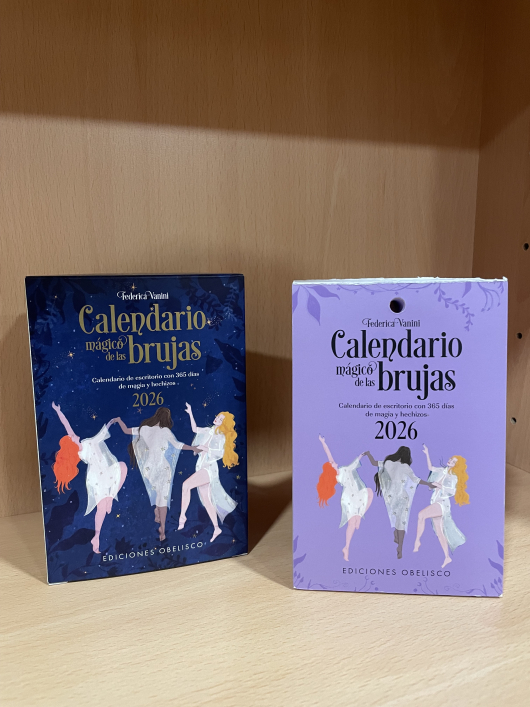 Federica Vanini
Calendario
mágico
de las
brujas
Calendario de escritorio con 365 días
de magia y hechizos
2026
EDICIONES OBELISCO
Federica Vanini
Calendario
mágico
de las
brujas
Calendario de escritorio con 365 días
de magia y hechizos
2026
EDICIONES OBELISCO